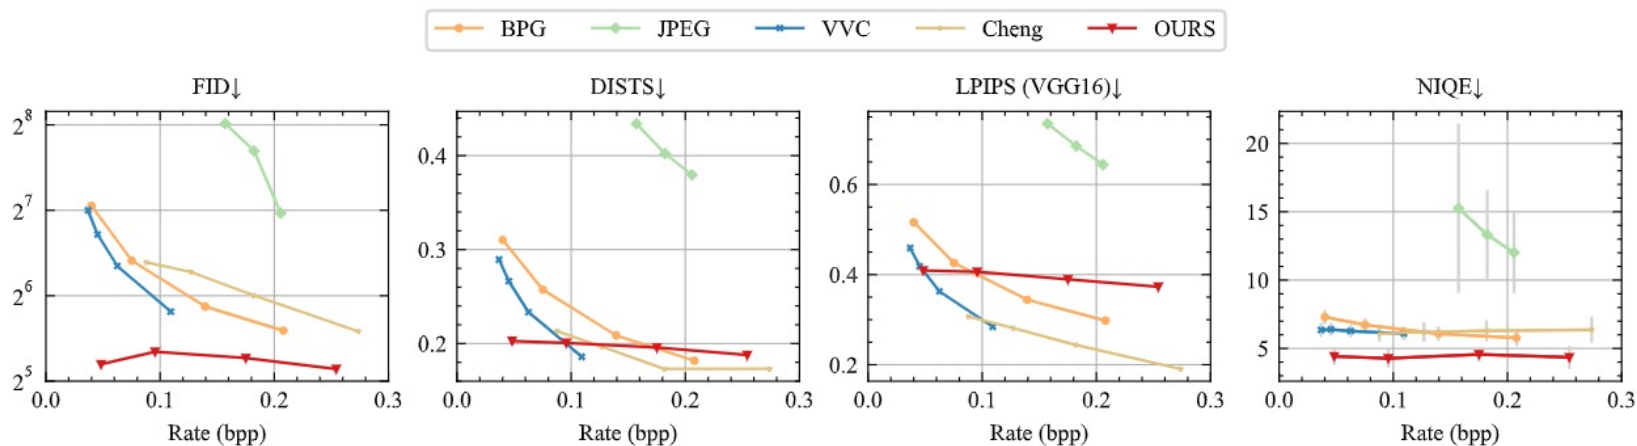 BPG JPEG VVC Cheng OURS
FID↓ DISTS↓ LPIPS (VGG16)↓ NIQE↓
2^8
2^7
2^6
2^5
0.0 0.1 0.2 0.3
Rate (bpp)
0.4
0.3
0.2
0.0 0.1 0.2 0.3
Rate (bpp)
0.6
0.4
0.2
0.0 0.1 0.2 0.3
Rate (bpp)
20
15
10
5
0.0 0.1 0.2 0.3
Rate (bpp)